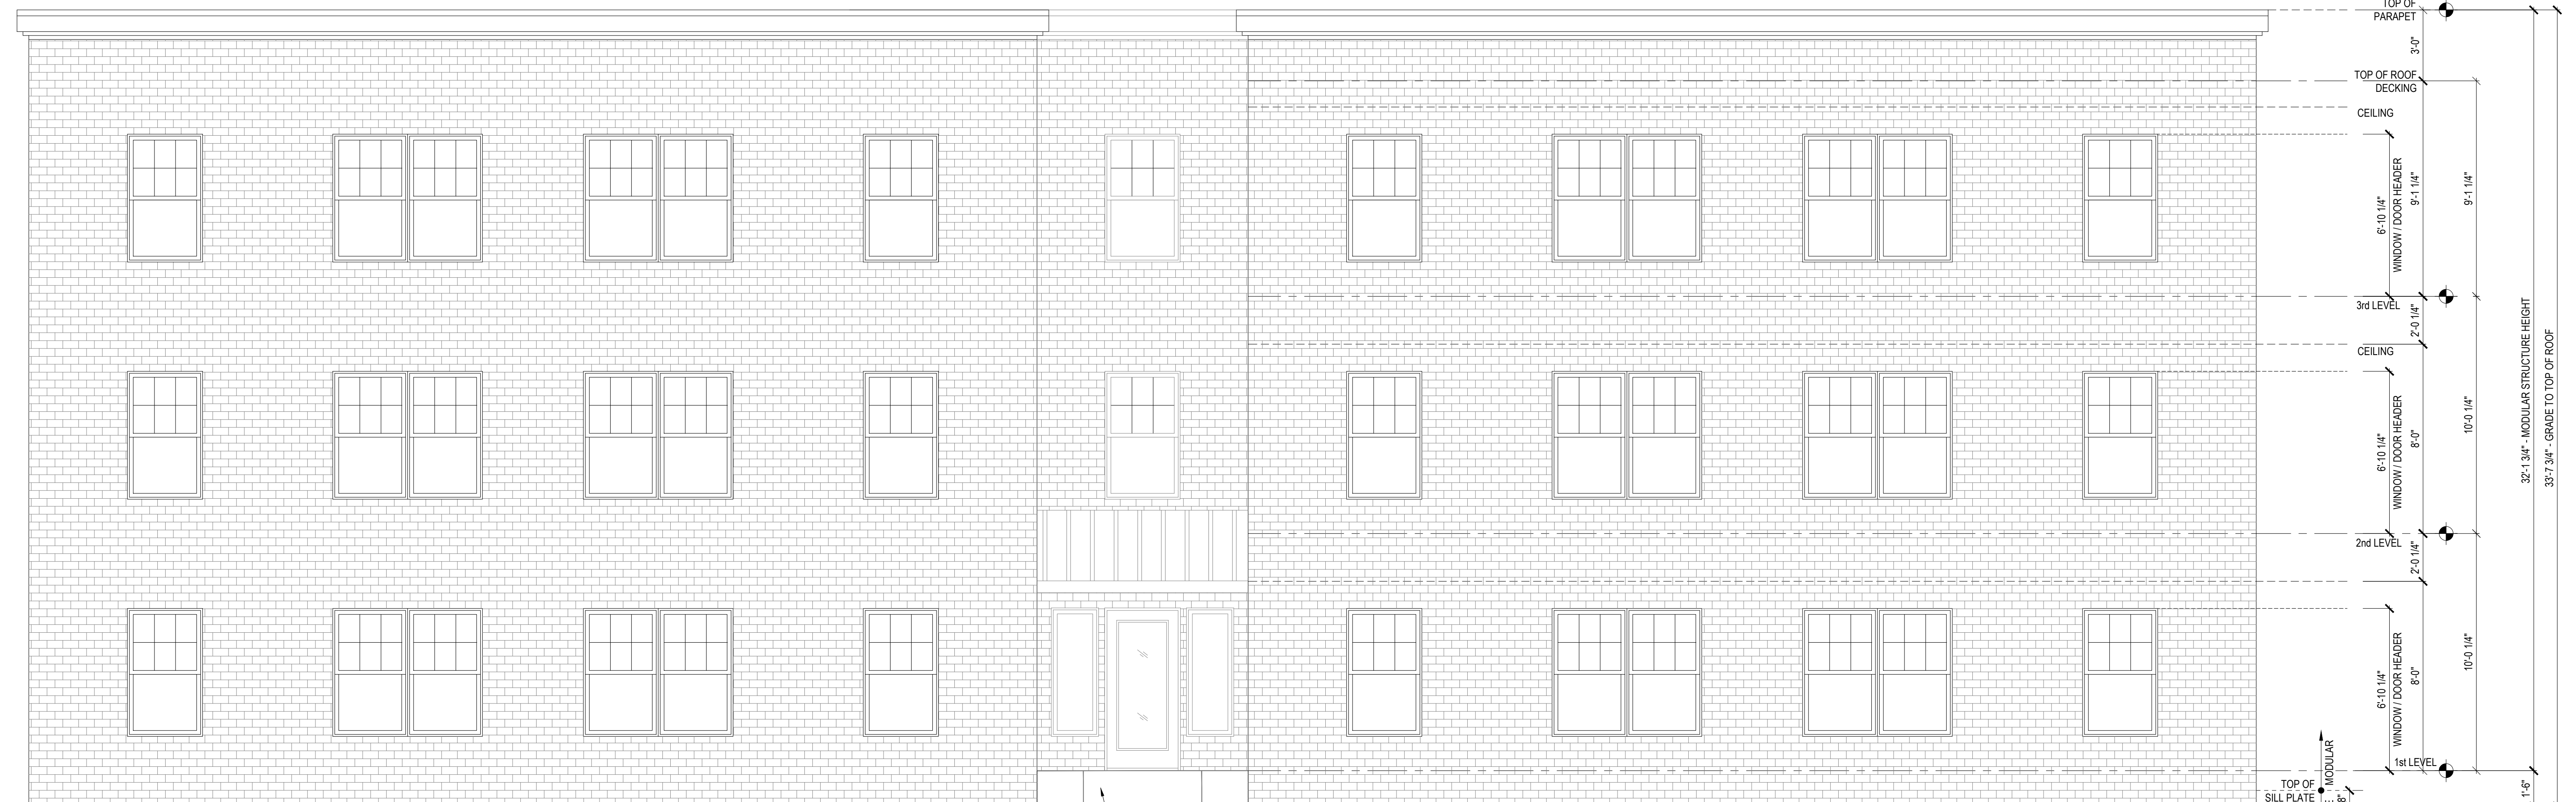 TOP OF
PARAPET
3'-0"
TOP OF ROOF
DECKING
CEILING
6'-10 1/4"
WINDOW / DOOR HEADER
9'-1 1/4"
9'-1 1/4"
3rd LEVEL
2'-0 1/4"
CEILING
6'-10 1/4"
WINDOW / DOOR HEADER
8'-0"
10'-0 1/4"
32'-1 3/4" - MODULAR STRUCTURE HEIGHT
33'-7 3/4" - GRADE TO TOP OF ROOF
2nd LEVEL
2'-0 1/4"
6'-10 1/4"
WINDOW / DOOR HEADER
8'-0"
10'-0 1/4"
1st LEVEL
MODULAR
TOP OF
SILL PLATE
8"
1'-6"